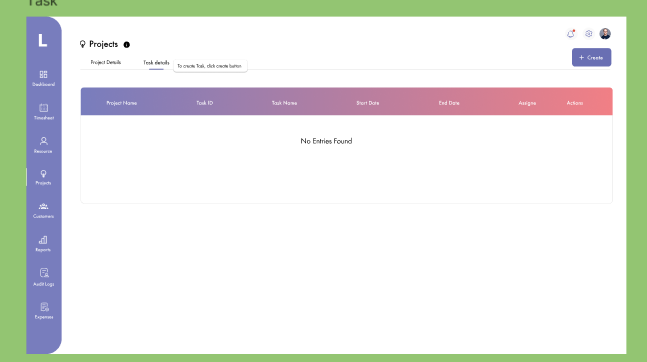 Task
L
Projects
Project Details
Task details
To create Task, click create button
+ Create
Dashboard
Timesheet
Resource
Projects
Customers
Reports
Audit Logs
Expenses
Project Name Task ID Task Name Start Date End Date Assigne Actions
No Entries Found